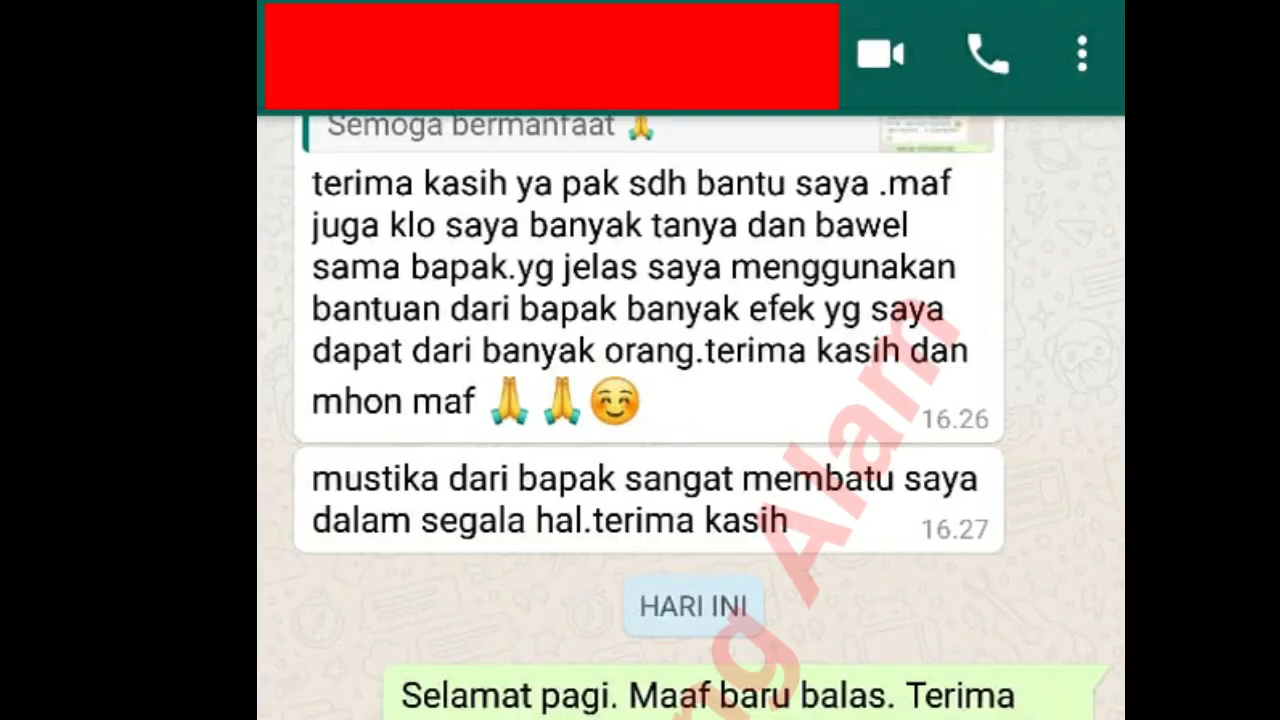 Semoga bermanfaat 🙏
terima kasih ya pak sdh bantu saya .maf
juga klo saya banyak tanya dan bawel
sama bapak.yg jelas saya menggunakan
bantuan dari bapak banyak efek yg saya
dapat dari banyak orang.terima kasih dan
mhon maf 🙏 🙏☺️
16.26
mustika dari bapak sangat membatu saya
dalam segala hal.terima kasih
16.27
HARI INI
Selamat pagi. Maaf baru balas. Terima
ng Alam